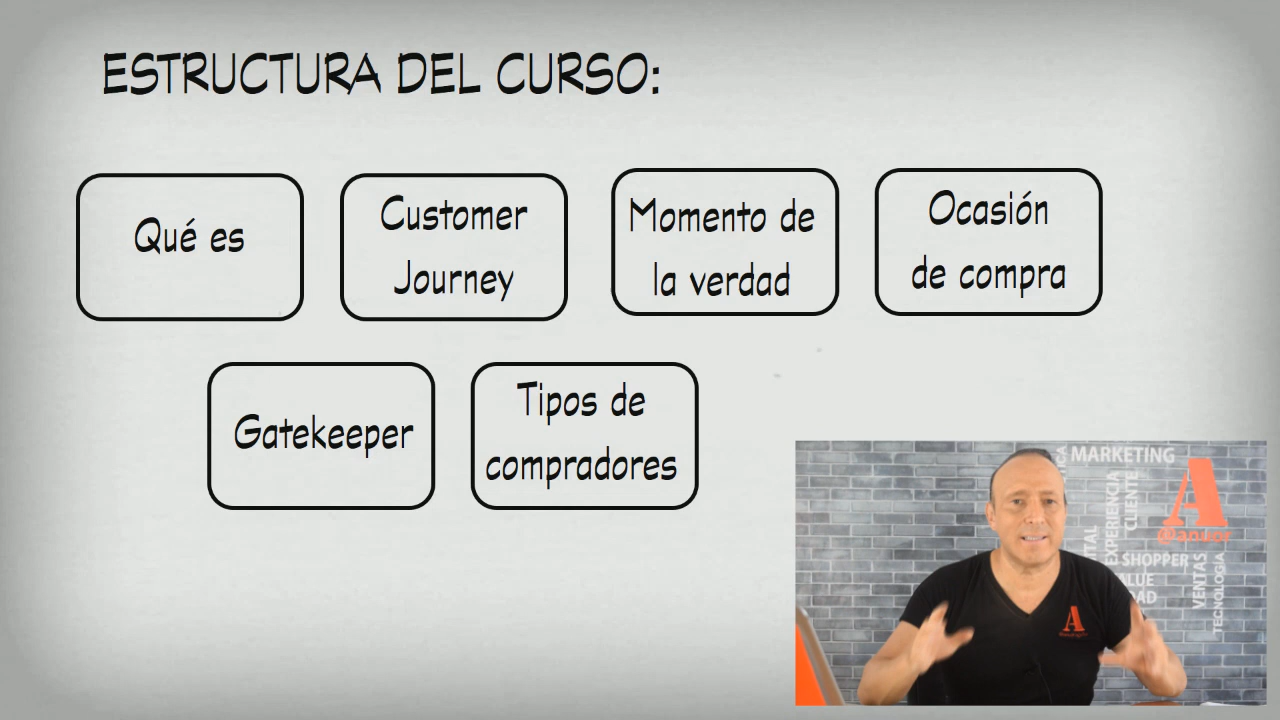 ESTRUCTURA DEL CURSO:
Qué es
Customer
Journey
Momento de
la verdad
Ocasión
de compra
Gatekeeper
Tipos de
compradores
MARKETING
EXPERIENCIA
CLIENTE
A
@anuor
SHOPPER
VENTAS
TECNOLOGÍA
A